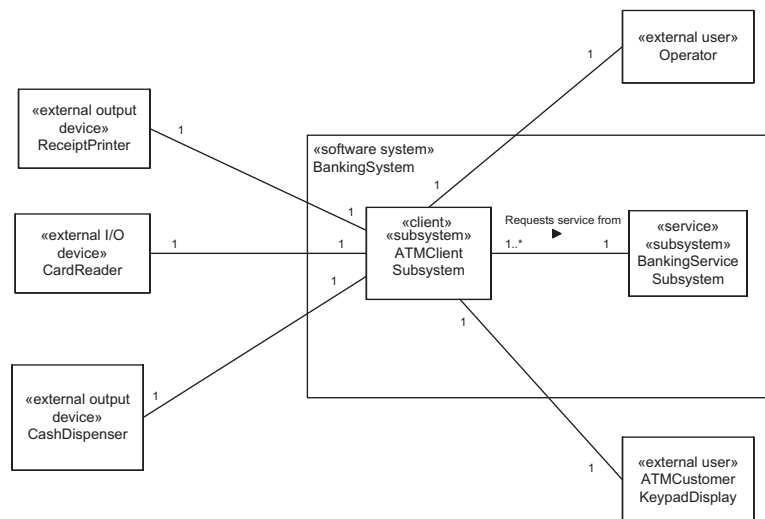 «external user»
Operator
1
«external output
device»
ReceiptPrinter
1
«software system»
BankingSystem
1
1
«client»
«subsystem»
ATMClient
Subsystem
Requests service from
1..*
1
«service»
«subsystem»
BankingService
Subsystem
«external I/O
device»
CardReader
1
1
1
1
«external output
device»
CashDispenser
1
1
«external user»
ATMCustomer
KeypadDisplay